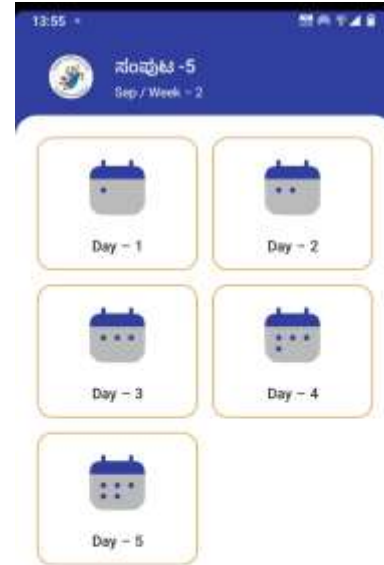 13:55
ಸಂಪುಟ -5
Sep / Week - 2
Day - 1
Day - 2
Day - 3
Day - 4
Day - 5